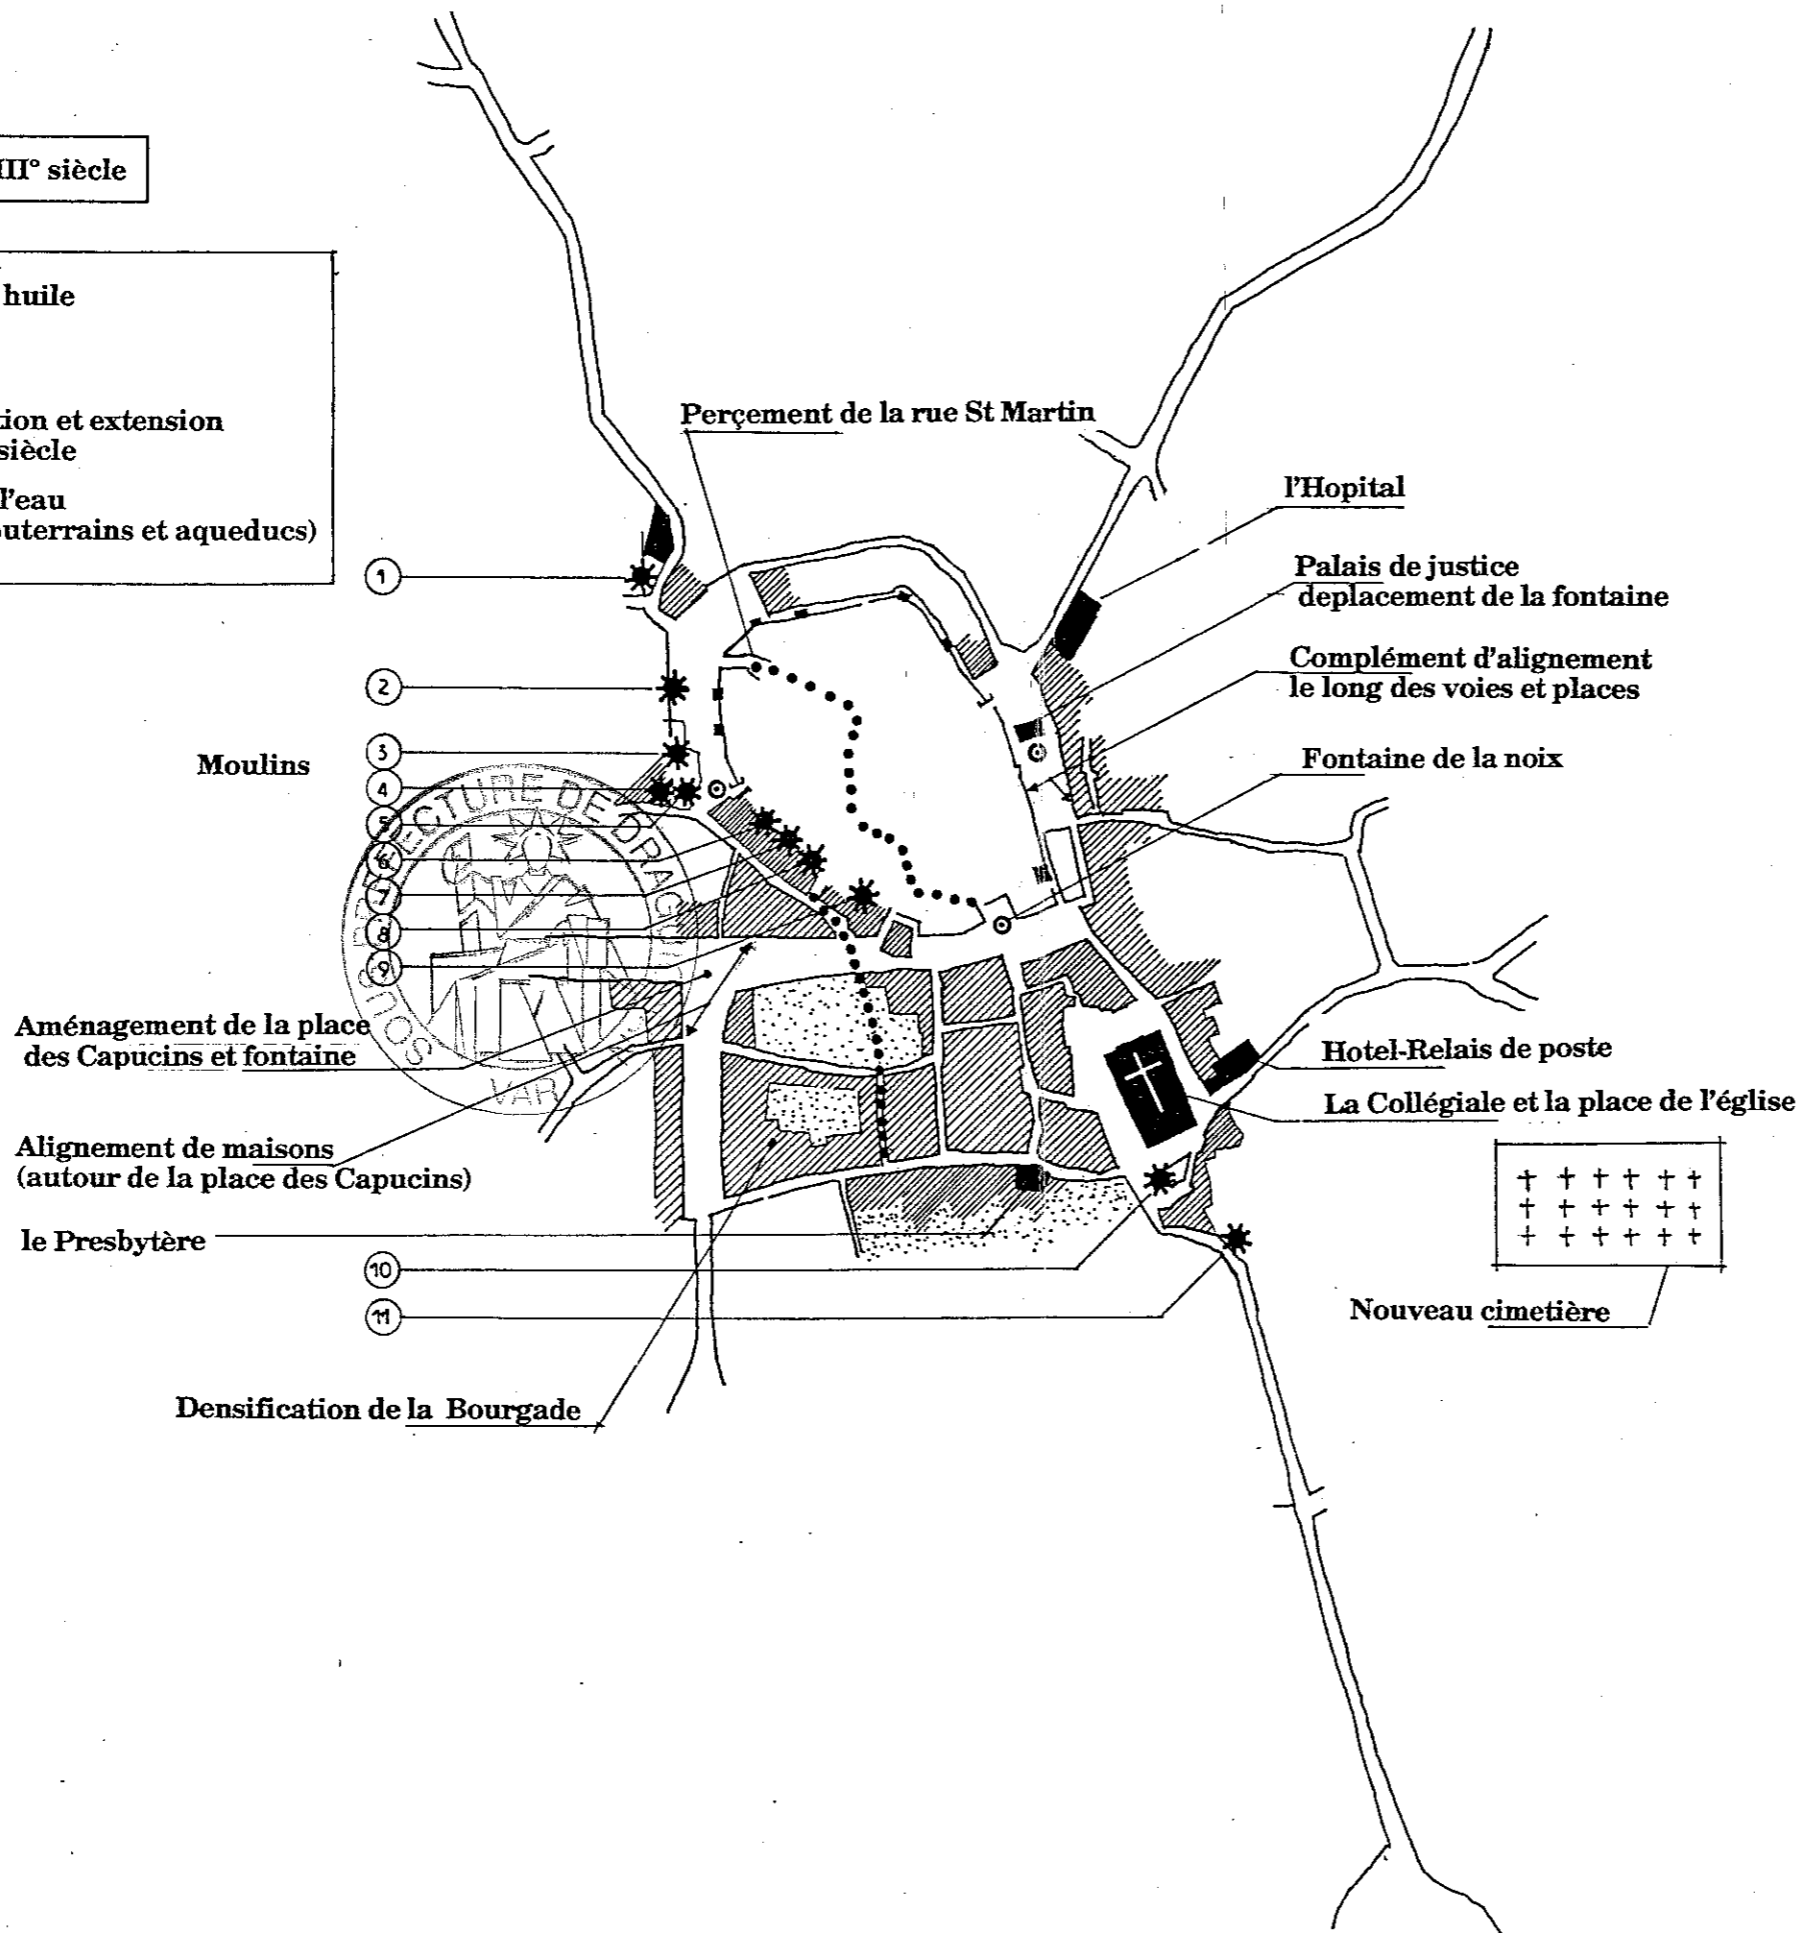 III° siècle
huile
tion et extension
siècle
l'eau
outerrains et aqueducs)
Perçement de la rue St Martin
l'Hopital
Palais de justice
deplacement de la fontaine
Complément d'alignement
le long des voies et places
Fontaine de la noix
Moulins
1
2
3
4
5
6
7
8
9
Aménagement de la place
des Capucins et fontaine
Alignement de maisons
(autour de la place des Capucins)
le Presbytère
10
11
Densification de la Bourgade
Hotel-Relais de poste
La Collégiale et la place de l'église
Nouveau cimetière
VAR